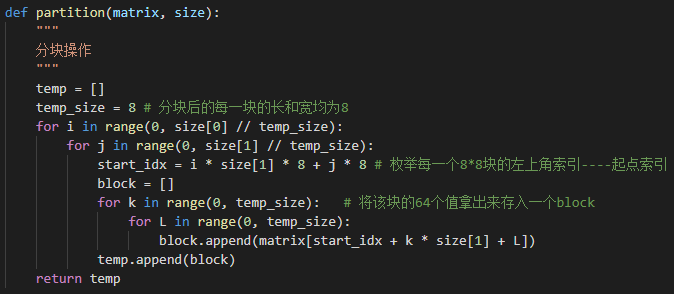 def partition(matrix, size):
    """
    分块操作
    """
    temp = []
    temp_size = 8 # 分块后的每一块的长和宽均为8
    for i in range(0, size[0] // temp_size):
        for j in range(0, size[1] // temp_size):
            start_idx = i * size[1] * 8 + j * 8 # 枚举每一个8*8块的左上角索引----起点索引
            block = []
            for k in range(0, temp_size):   # 将该块的64个值拿出来存入一个block
                for L in range(0, temp_size):
                    block.append(matrix[start_idx + k * size[1] + L])
            temp.append(block)
    return temp